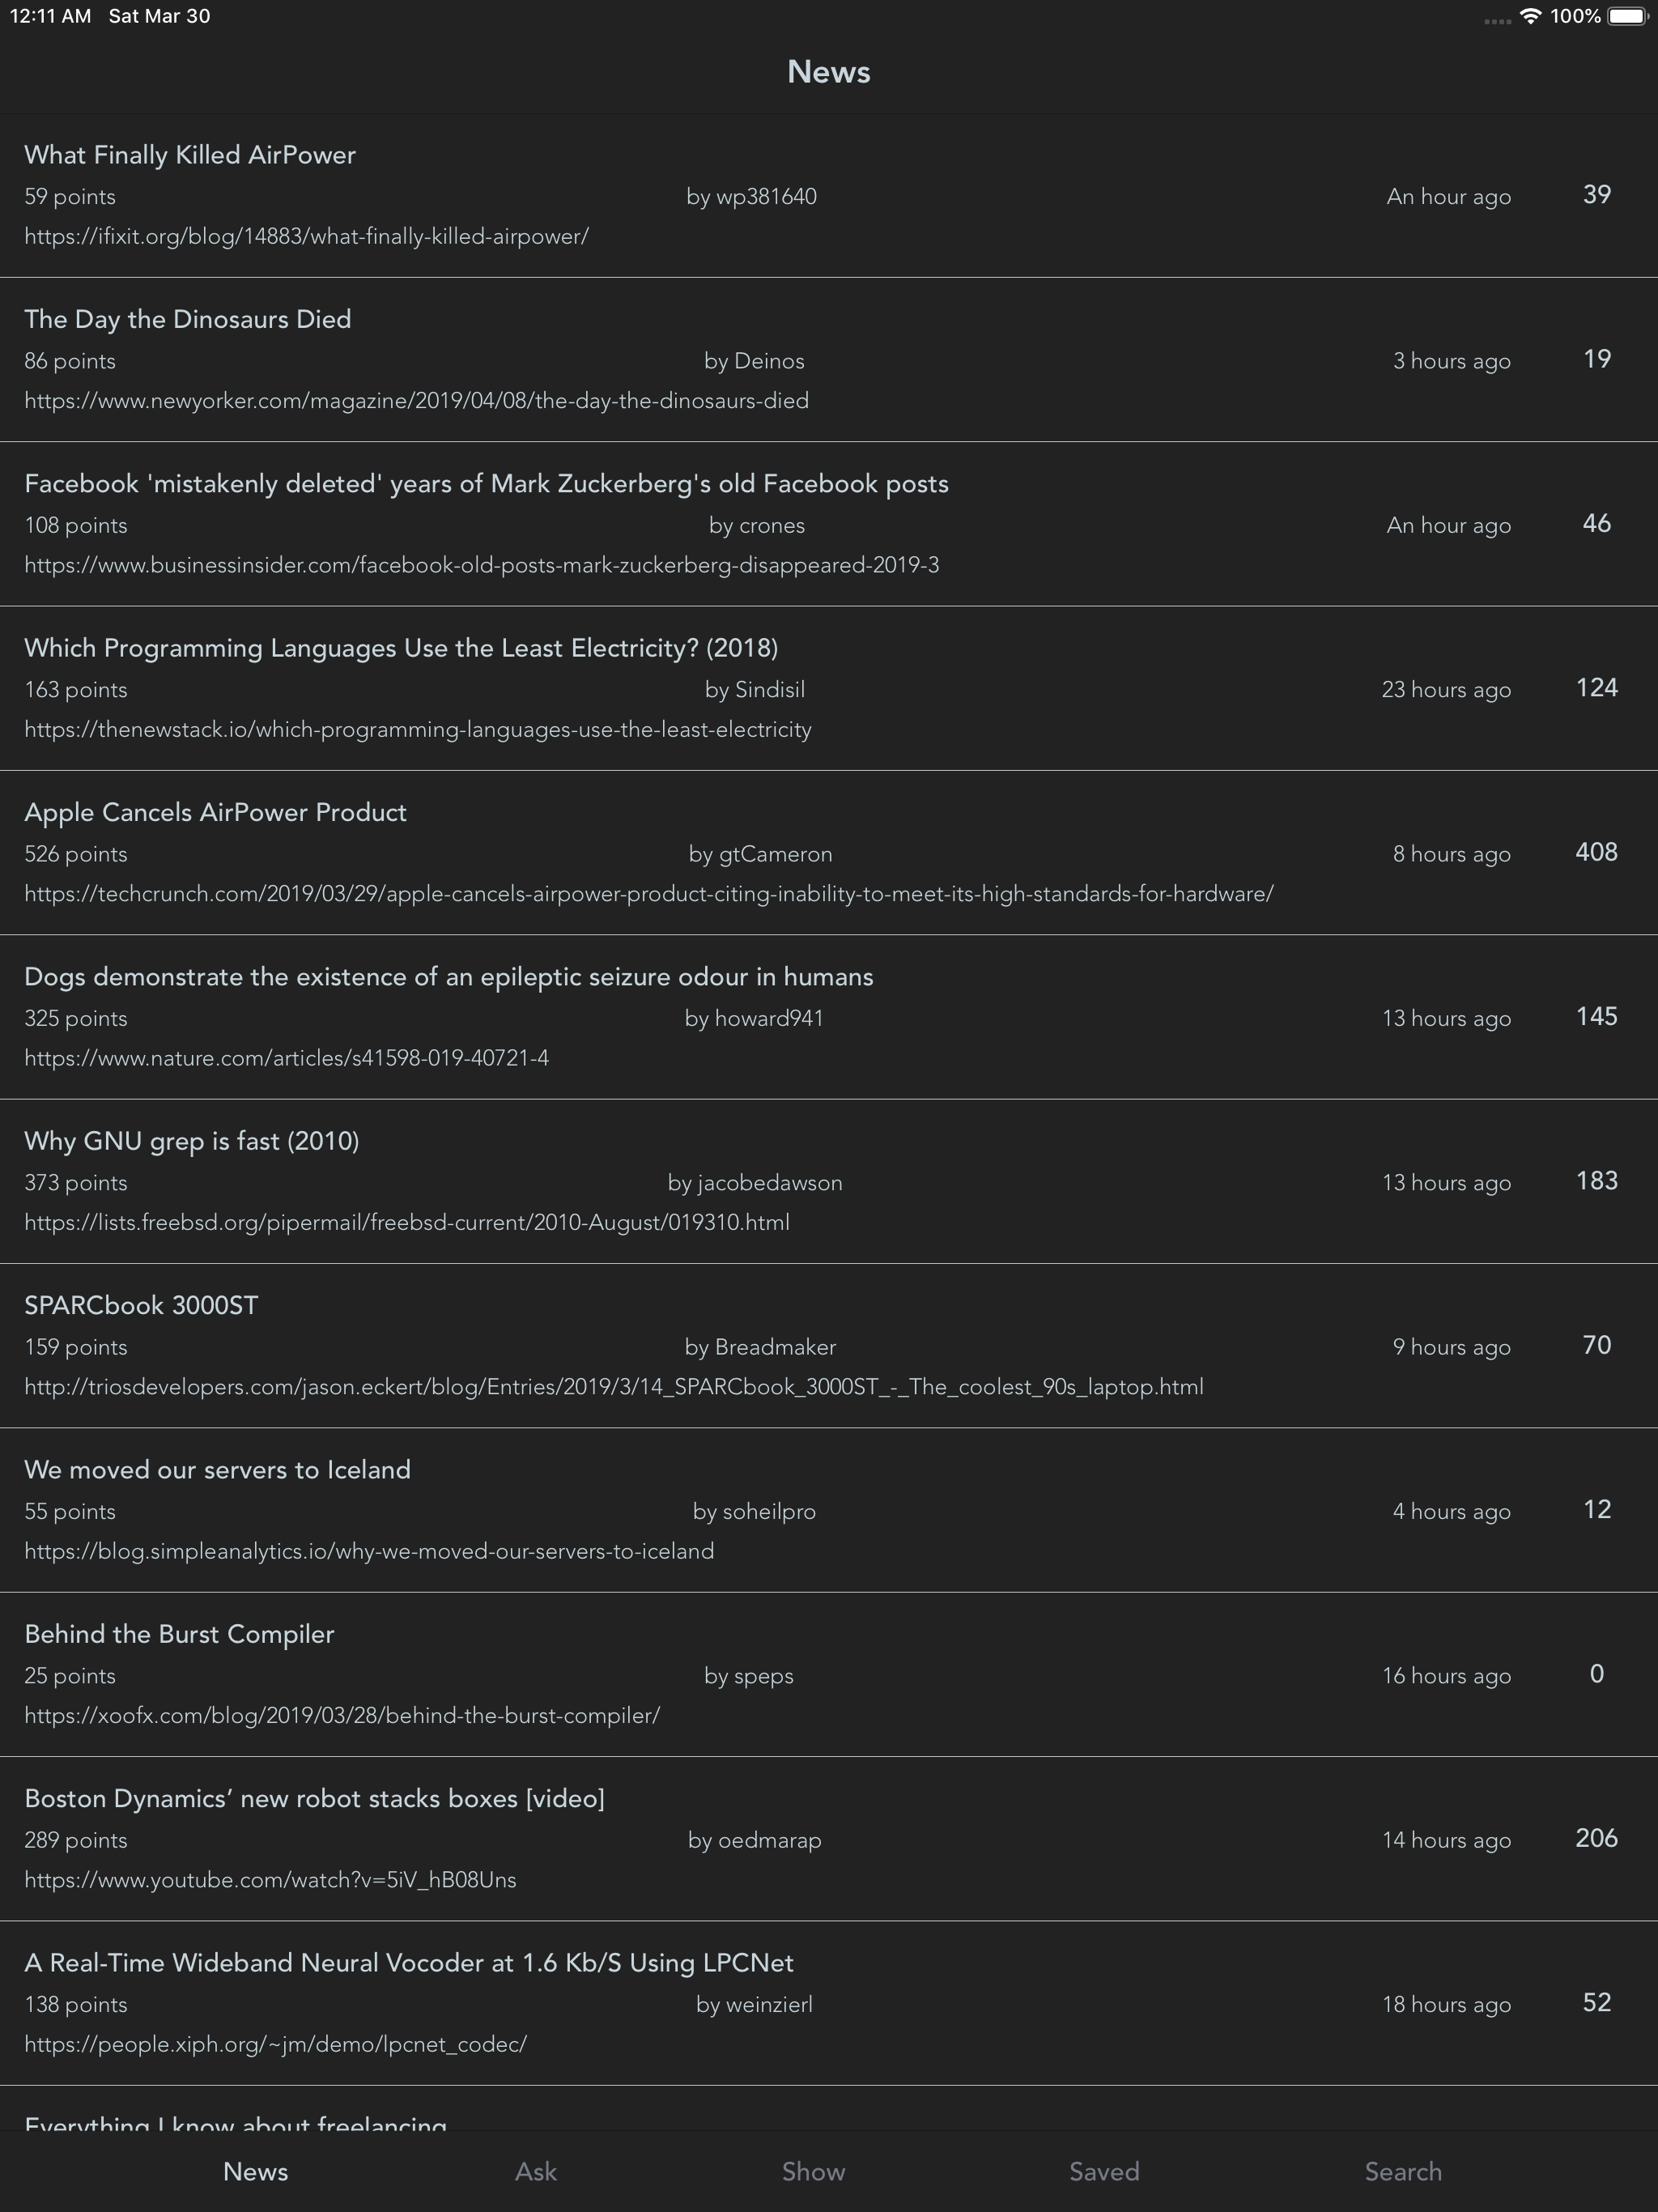 12:11 AM Sat Mar 30 100%
News
What Finally Killed AirPower
59 points by wp381640 An hour ago 39
https://ifixit.org/blog/14883/what-finally-killed-airpower/
The Day the Dinosaurs Died
86 points by Deinos 3 hours ago 19
https://www.newyorker.com/magazine/2019/04/08/the-day-the-dinosaurs-died
Facebook 'mistakenly deleted' years of Mark Zuckerberg's old Facebook posts
108 points by crones An hour ago 46
https://www.businessinsider.com/facebook-old-posts-mark-zuckerberg-disappeared-2019-3
Which Programming Languages Use the Least Electricity? (2018)
163 points by Sindisil 23 hours ago 124
https://thenewstack.io/which-programming-languages-use-the-least-electricity
Apple Cancels AirPower Product
526 points by gtCameron 8 hours ago 408
https://techcrunch.com/2019/03/29/apple-cancels-airpower-product-citing-inability-to-meet-its-high-standards-for-hardware/
Dogs demonstrate the existence of an epileptic seizure odour in humans
325 points by howard941 13 hours ago 145
https://www.nature.com/articles/s41598-019-40721-4
Why GNU grep is fast (2010)
373 points by jacobedawson 13 hours ago 183
https://lists.freebsd.org/pipermail/freebsd-current/2010-August/019310.html
SPARCbook 3000ST
159 points by Breadmaker 9 hours ago 70
http://triosdevelopers.com/jason.eckert/blog/Entries/2019/3/14_SPARCbook_3000ST_-_The_coolest_90s_laptop.html
We moved our servers to Iceland
55 points by soheilpro 4 hours ago 12
https://blog.simpleanalytics.io/why-we-moved-our-servers-to-iceland
Behind the Burst Compiler
25 points by speps 16 hours ago 0
https://xoofx.com/blog/2019/03/28/behind-the-burst-compiler/
Boston Dynamics’ new robot stacks boxes [video]
289 points by oedmarap 14 hours ago 206
https://www.youtube.com/watch?v=5iV_hB08Uns
A Real-Time Wideband Neural Vocoder at 1.6 Kb/S Using LPCNet
138 points by weinzierl 18 hours ago 52
https://people.xiph.org/~jm/demo/lpcnet_codec/
Everything I know about freelancing
News Ask Show Saved Search